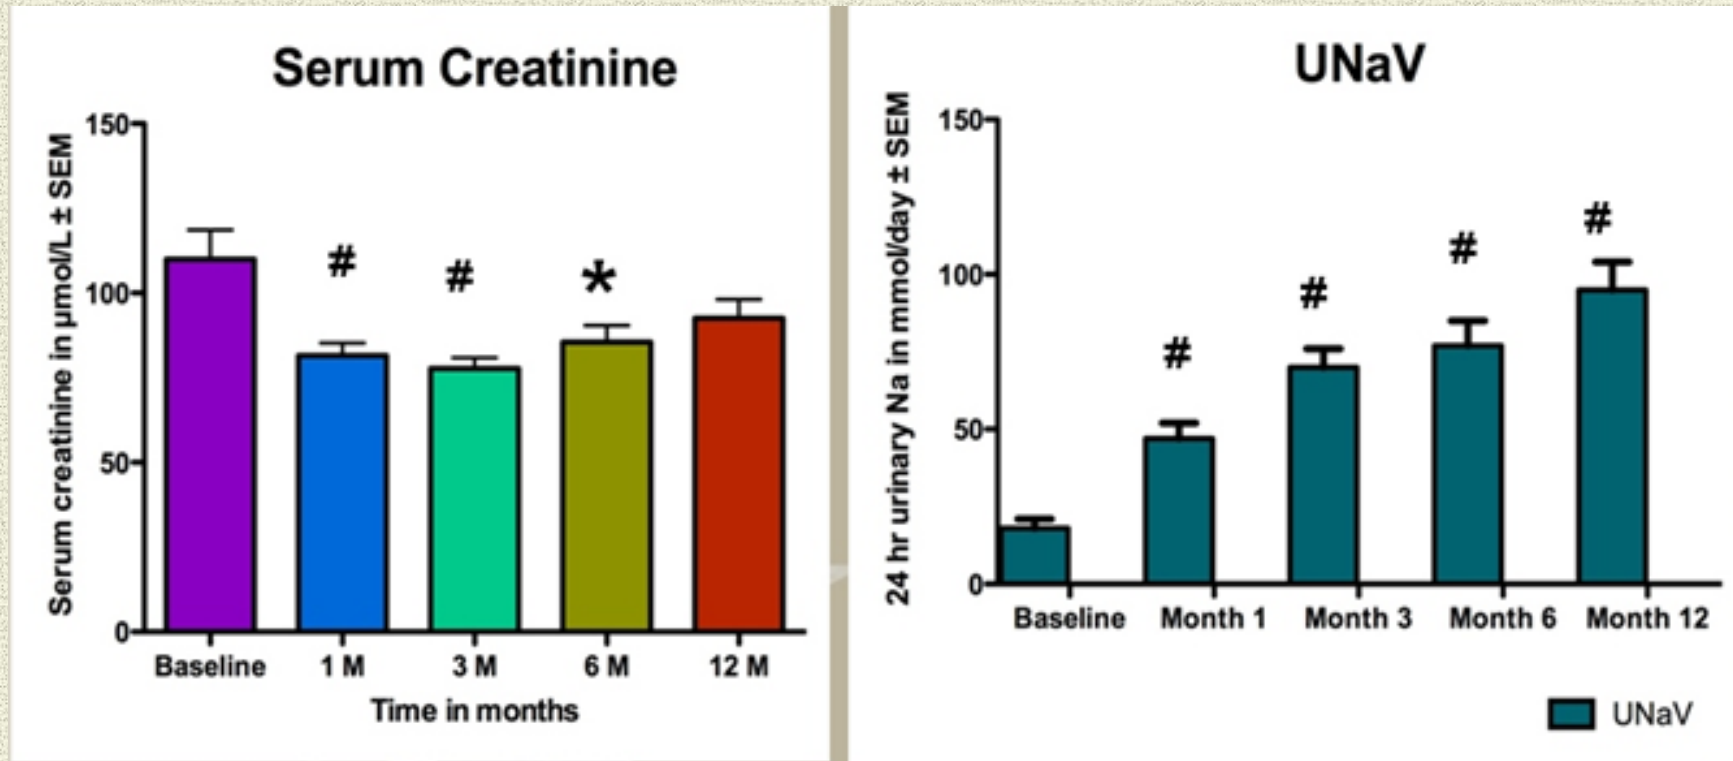 Serum Creatinine
Serum creatinine in µmol/L ± SEM
150
100
50
0
# # *
Baseline 1 M 3 M 6 M 12 M
Time in months
UNaV
24 hr urinary Na in mmol/day ± SEM
150
100
50
0
# # # #
Baseline Month 1 Month 3 Month 6 Month 12
UNaV